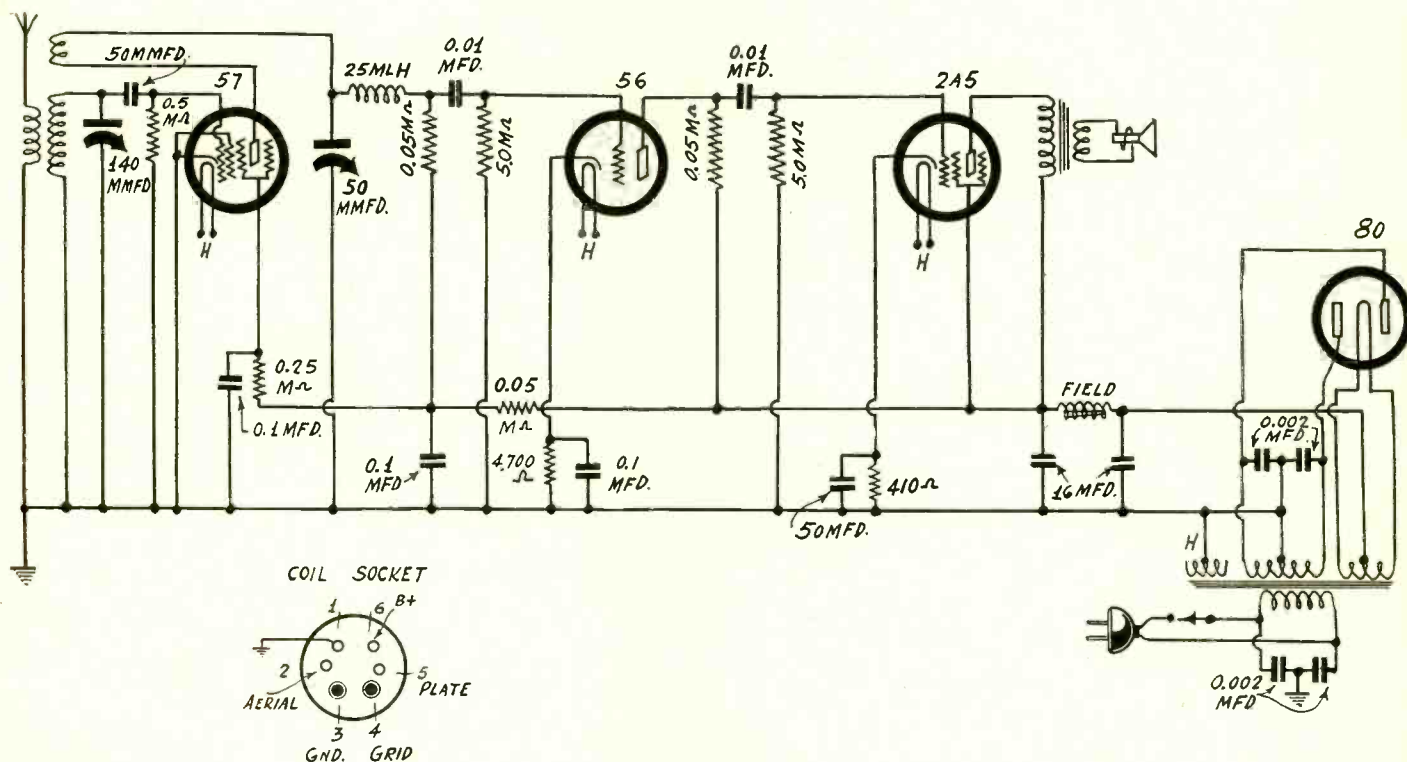 50MMFD.
57
0.5
MΩ
140
MMFD
H
25MLH
0.01
MFD.
0.05MΩ
5.0MΩ
50
MMFD.
56
H
0.01
MFD.
0.05MΩ
5.0MΩ
2A5
H
80
0.25
MΩ
0.1MFD.
0.1
MFD
0.05
MΩ
4,700
Ω
0.1
MFD.
50MFD.
410Ω
FIELD
16MFD.
0.002
MFD.
H
0.002
MFD
COIL SOCKET
1 6 B+
2 5
AERIAL PLATE
3 4
GND. GRID